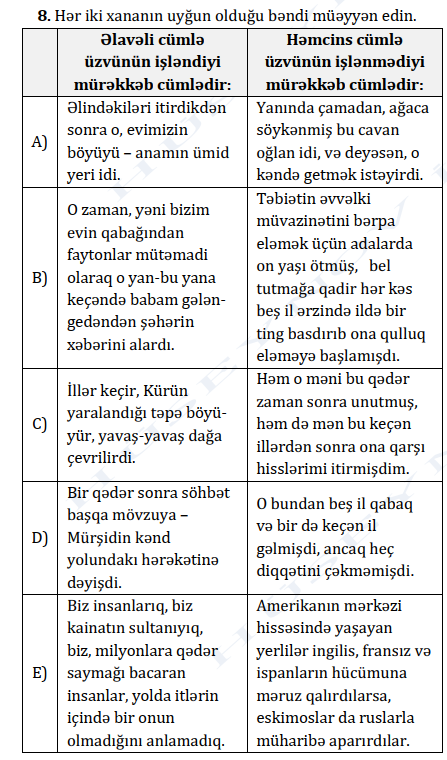 8. Hər iki xananın uyğun olduğu bəndi müəyyən edin.
Əlavəli cümlə
üzvünün işləndiyi
mürəkkəb cümlədir:
Həmcins cümlə
üzvünün işlənmədiyi
mürəkkəb cümlədir:
A)
Əlindəkiləri itirdikdən
sonra o, evimizin
böyüyü – anamın ümid
yeri idi.
Yanında çamadan, ağaca
söykənmiş bu cavan
oğlan idi, və deyəsən, o
kəndə getmək istəyirdi.
B)
O zaman, yəni bizim
evin qabağından
faytonlar mütəmadi
olaraq o yan-bu yana
keçəndə babam gələn-
gedəndən şəhərin
xəbərini alardı.
Təbiətin əvvəlki
müvazinətini bərpa
eləmək üçün adalarda
on yaşı ötmüş, bel
tutmağa qadir hər kəs
beş il ərzində ildə bir
ting basdırıb ona qulluq
eləməyə başlamışdı.
C)
İllər keçir, Kürün
yaralandığı təpə böyü-
yür, yavaş-yavaş dağa
çevrilirdi.
Həm o məni bu qədər
zaman sonra unutmuş,
həm də mən bu keçən
illərdən sonra ona qarşı
hisslərimi itirmişdim.
D)
Bir qədər sonra söhbət
başqa mövzuya –
Mürşidin kənd
yolundakı hərəkətinə
dəyişdi.
O bundan beş il qabaq
və bir də keçən il
gəlmişdi, ancaq heç
diqqətini çəkməmişdi.
E)
Biz insanlarıq, biz
kainatın sultanıyıq,
biz, milyonlara qədər
saymağı bacaran
insanlar, yolda itlərin
içində bir onun
olmadığını anlamadıq.
Amerikanın mərkəzi
hissəsində yaşayan
yerlilər ingilis, fransız və
ispanların hücümuna
məruz qalırdılarsa,
eskimoslar da ruslarla
müharibə aparırdılar.